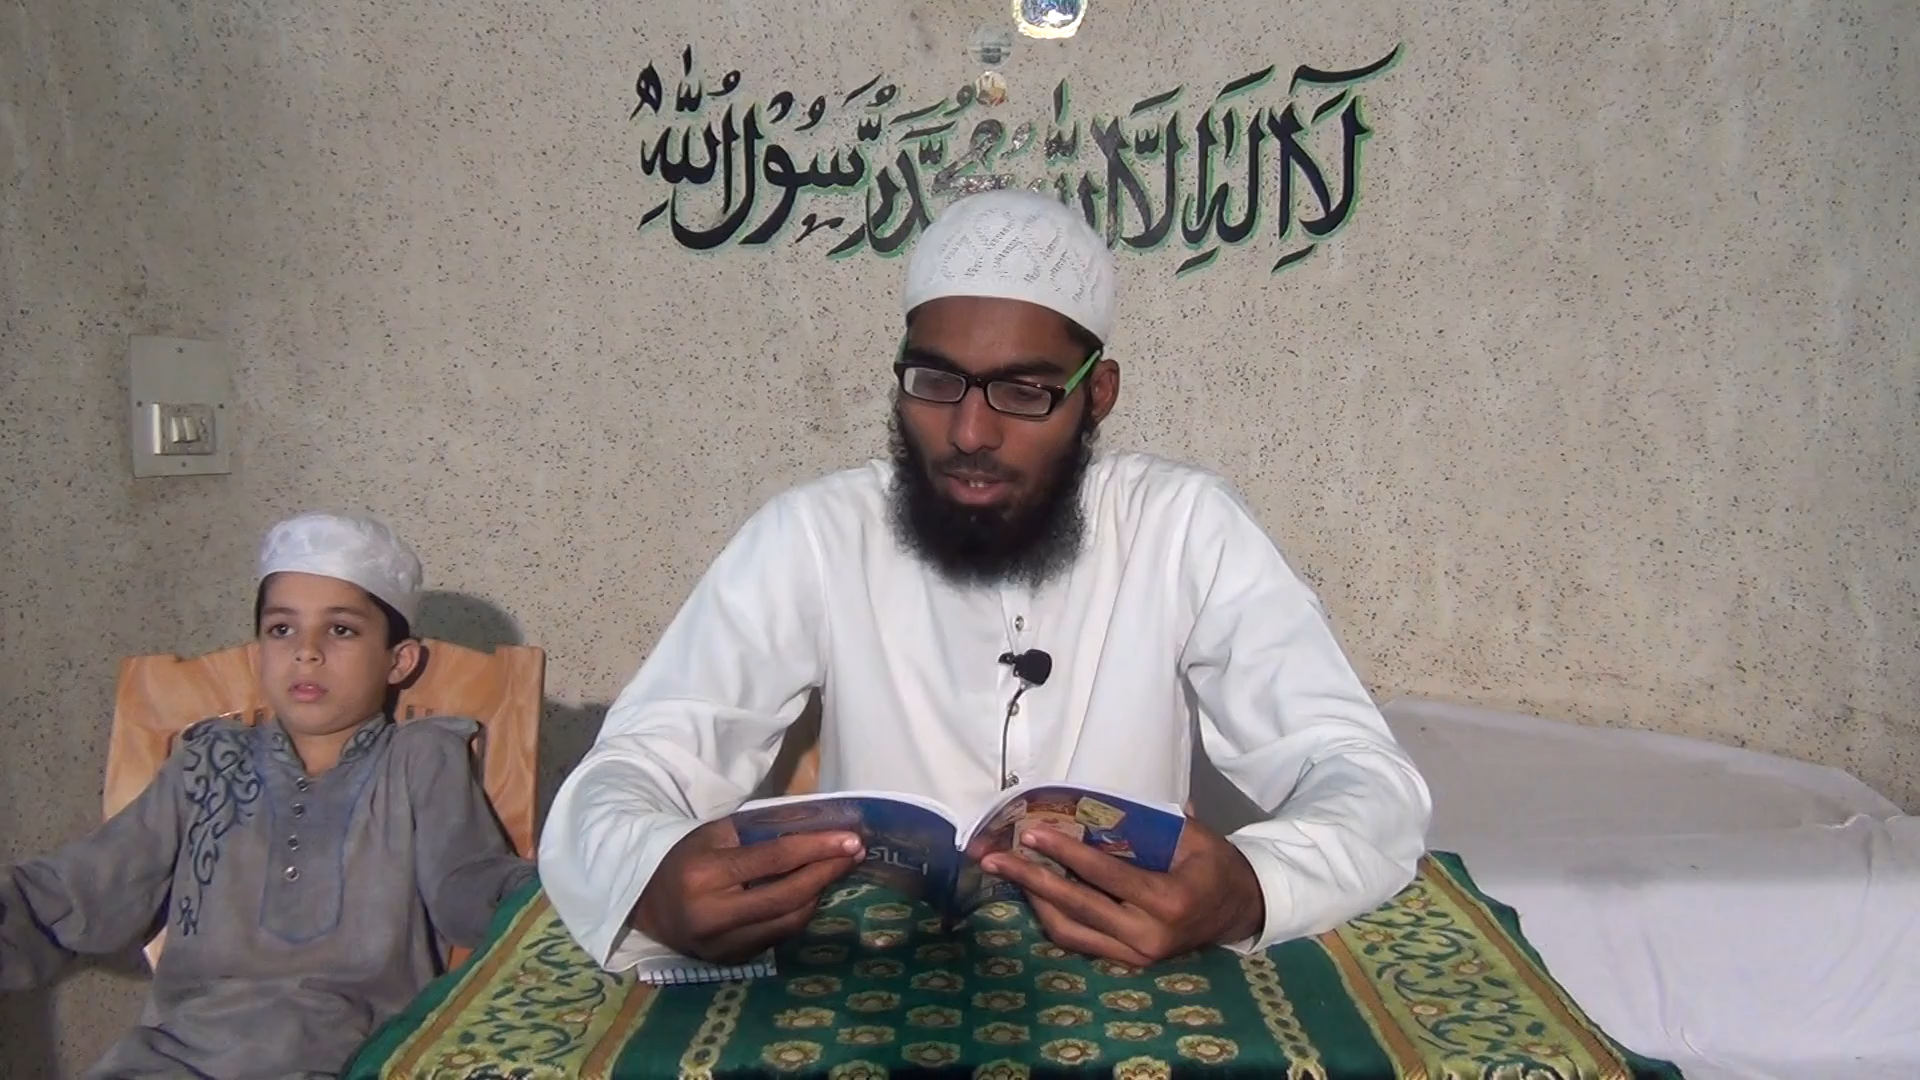 لَآ اِلٰهَ اِلَّا اللّٰهُ مُحَمَّدٌ رَّسُوْلُ اللّٰهِ